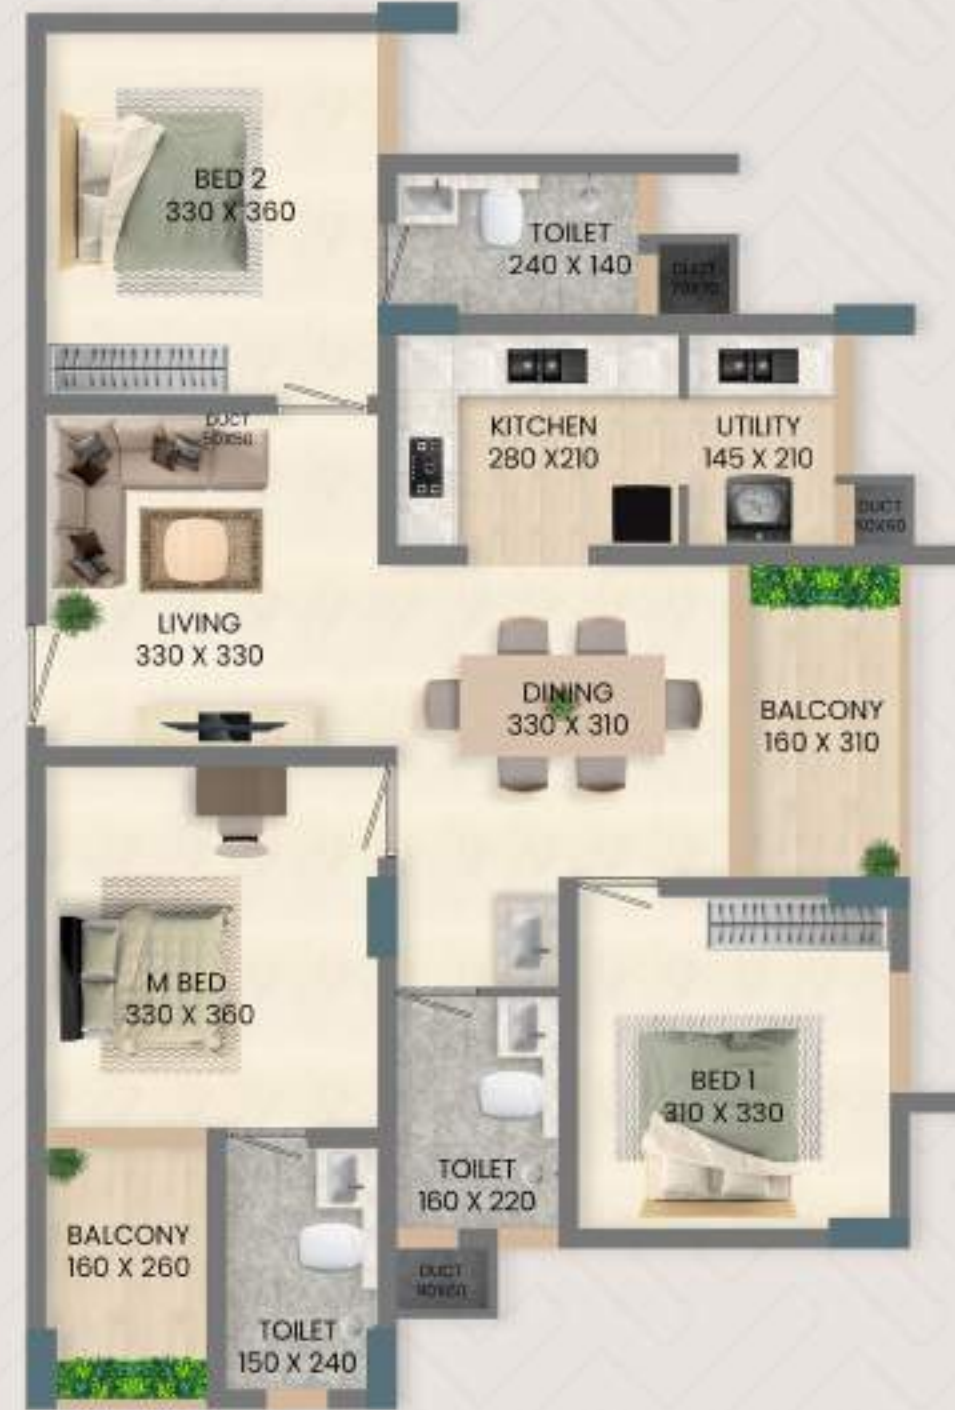 BED 2
330 X 360
TOILET
240 X 140
DUCT
KITCHEN
280 X210
UTILITY
145 X 210
DUCT
DUCT
60X60
LIVING
330 X 330
DINING
330 X 310
BALCONY
160 X 310
M BED
330 X 360
BED 1
310 X 330
TOILET
160 X 220
BALCONY
160 X 260
DUCT
TOILET
150 X 240